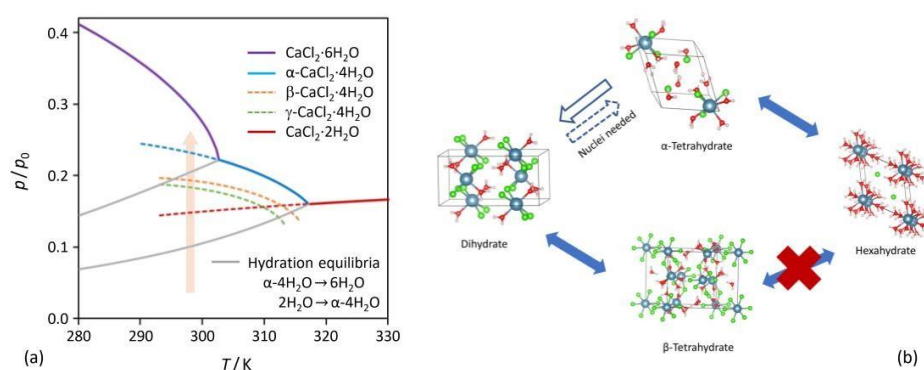 0.4
0.3
0.2
0.1
0.0
p / p₀
280
290
300
310
320
330
T / K
CaCl₂·6H₂O
α-CaCl₂·4H₂O
β-CaCl₂·4H₂O
γ-CaCl₂·4H₂O
CaCl₂·2H₂O
Hydration equilibria
α-4H₂O → 6H₂O
2H₂O → α-4H₂O
(a)
Nuclei needed
α-Tetrahydrate
Dihydrate
Hexahydrate
β-Tetrahydrate
(b)